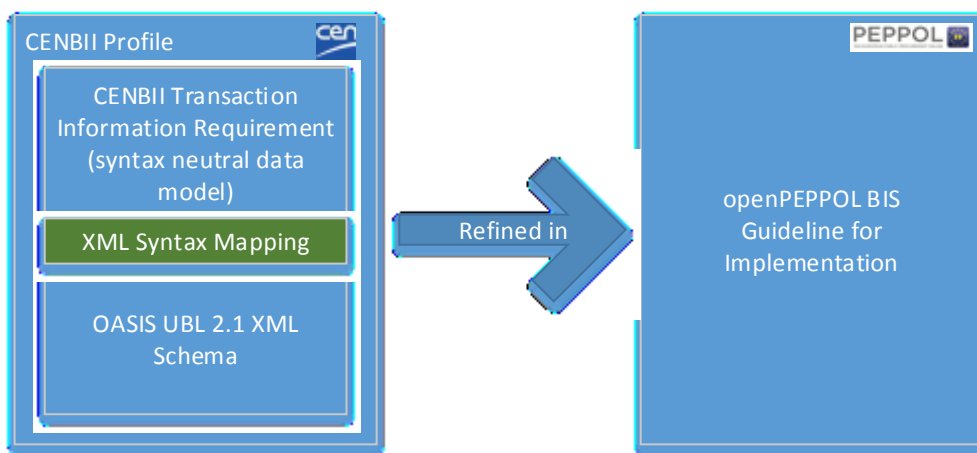 CENBII Profile
cen
CENBII Transaction
Information Requirement
(syntax neutral data
model)
XML Syntax Mapping
OASIS UBL 2.1 XML
Schema
Refined in
PEPPOL
openPEPPOL BIS
Guideline for
Implementation